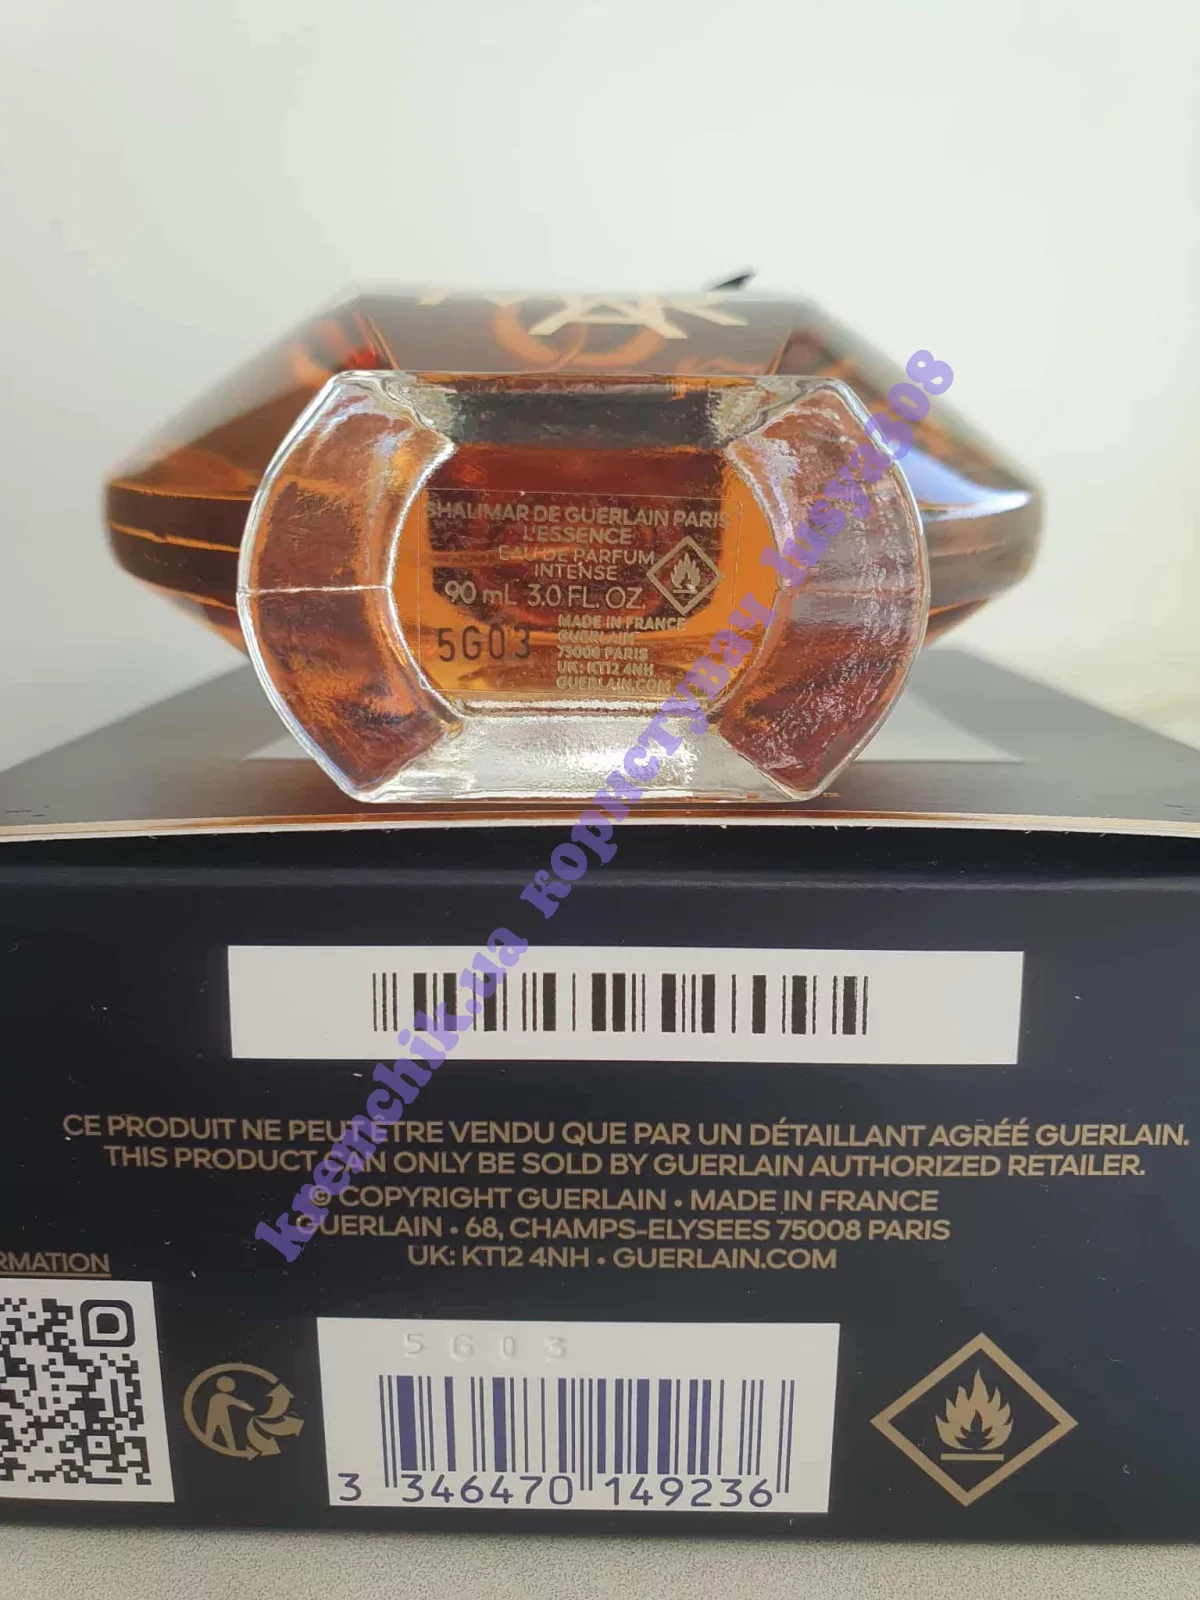 SHALIMAR DE GUERLAIN PARIS
L'ESSENCE
EAU DE PARFUM
INTENSE
90 mL 3.0 FL. OZ.
5G03
MADE IN FRANCE
GUERLAIN
75008 PARIS
UK: KT12 4NH
GUERLAIN.COM
kremchik.ua користувач lusya308
CE PRODUIT NE PEUT ÊTRE VENDU QUE PAR UN DÉTAILLANT AGRÉÉ GUERLAIN.
THIS PRODUCT CAN ONLY BE SOLD BY GUERLAIN AUTHORIZED RETAILER.
© COPYRIGHT GUERLAIN • MADE IN FRANCE
GUERLAIN • 68, CHAMPS-ELYSEES 75008 PARIS
UK: KT12 4NH • GUERLAIN.COM
RMATION
5G03
3 346470 149236